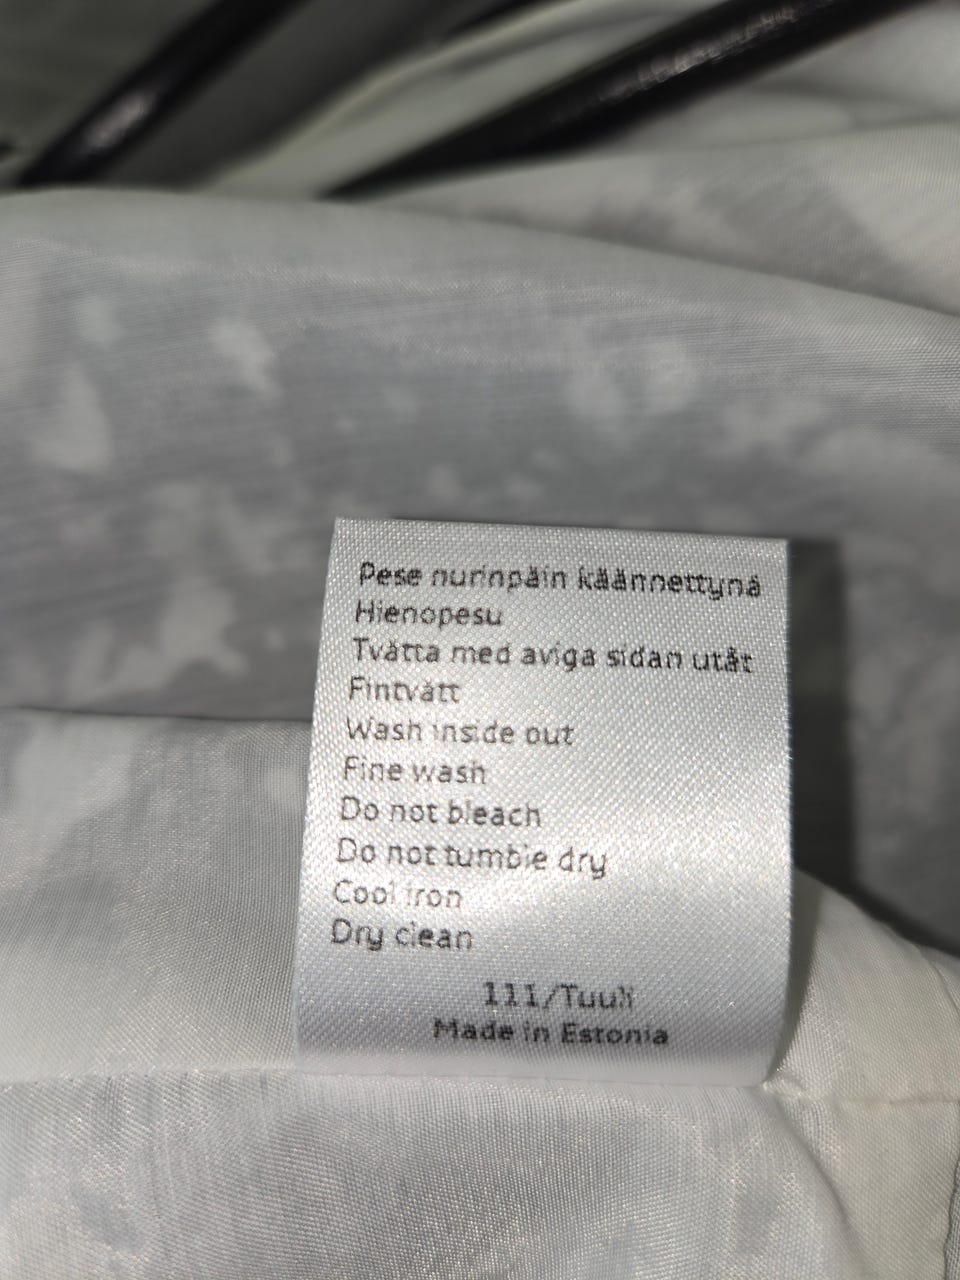 Pese nurinpäin käännettynä
Hienopesu
Tvätta med aviga sidan utåt
Fintvätt
Wash inside out
Fine wash
Do not bleach
Do not tumble dry
Cool iron
Dry clean
111/Tuuli
Made in Estonia